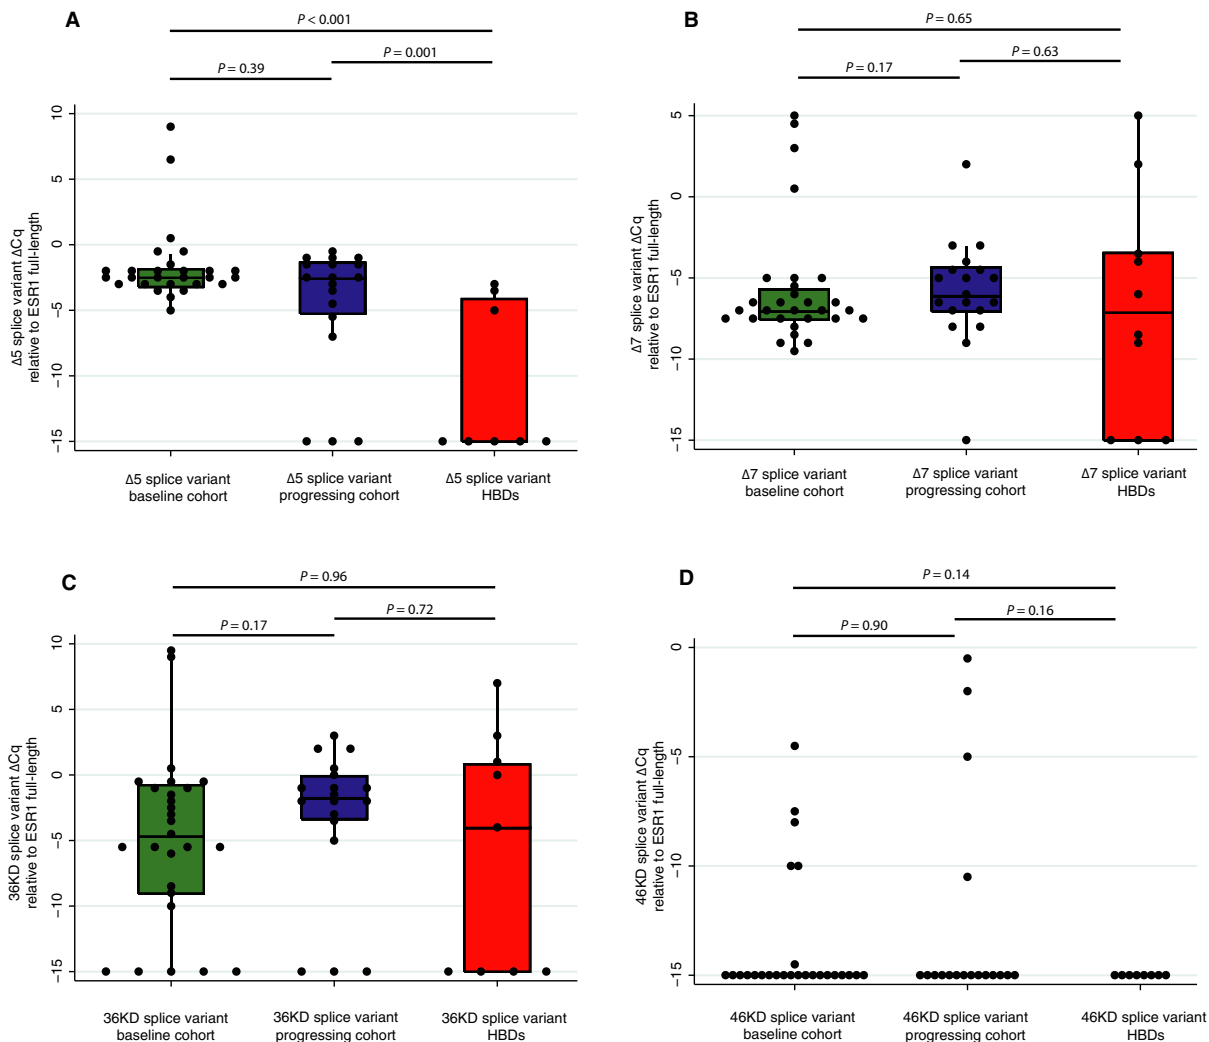 A
P < 0.001
P = 0.001
P = 0.39
10
5
0
−5
−10
−15
Δ5 splice variant ΔCq
relative to ESR1 full-length
Δ5 splice variant
baseline cohort
Δ5 splice variant
progressing cohort
Δ5 splice variant
HBDs
B
P = 0.65
P = 0.63
P = 0.17
5
0
−5
−10
−15
Δ7 splice variant ΔCq
relative to ESR1 full-length
Δ7 splice variant
baseline cohort
Δ7 splice variant
progressing cohort
Δ7 splice variant
HBDs
C
P = 0.96
P = 0.72
P = 0.17
10
5
0
−5
−10
−15
36KD splice variant ΔCq
relative to ESR1 full-length
36KD splice variant
baseline cohort
36KD splice variant
progressing cohort
36KD splice variant
HBDs
D
P = 0.14
P = 0.16
P = 0.90
0
−5
−10
−15
46KD splice variant ΔCq
relative to ESR1 full-length
46KD splice variant
baseline cohort
46KD splice variant
progressing cohort
46KD splice variant
HBDs